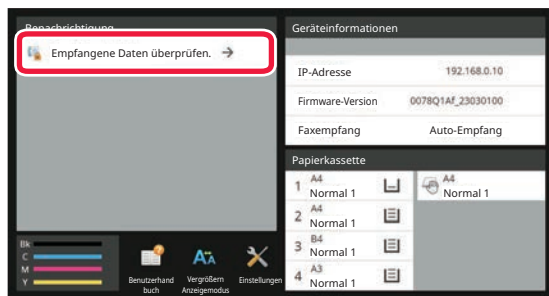 Benachrichtigung
Empfangene Daten überprüfen. →
Geräteinformationen
IP-Adresse 192.168.0.10
Firmware-Version 0078Q1Af_23030100
Faxempfang Auto-Empfang
Papierkassette
1 A4
Normal 1
A4
Normal 1
2 A4
Normal 1
3 B4
Normal 1
4 A3
Normal 1
Bk
C
M
Y
Benutzerhand
buch
Vergrößern
Anzeigemodus
Einstellungen